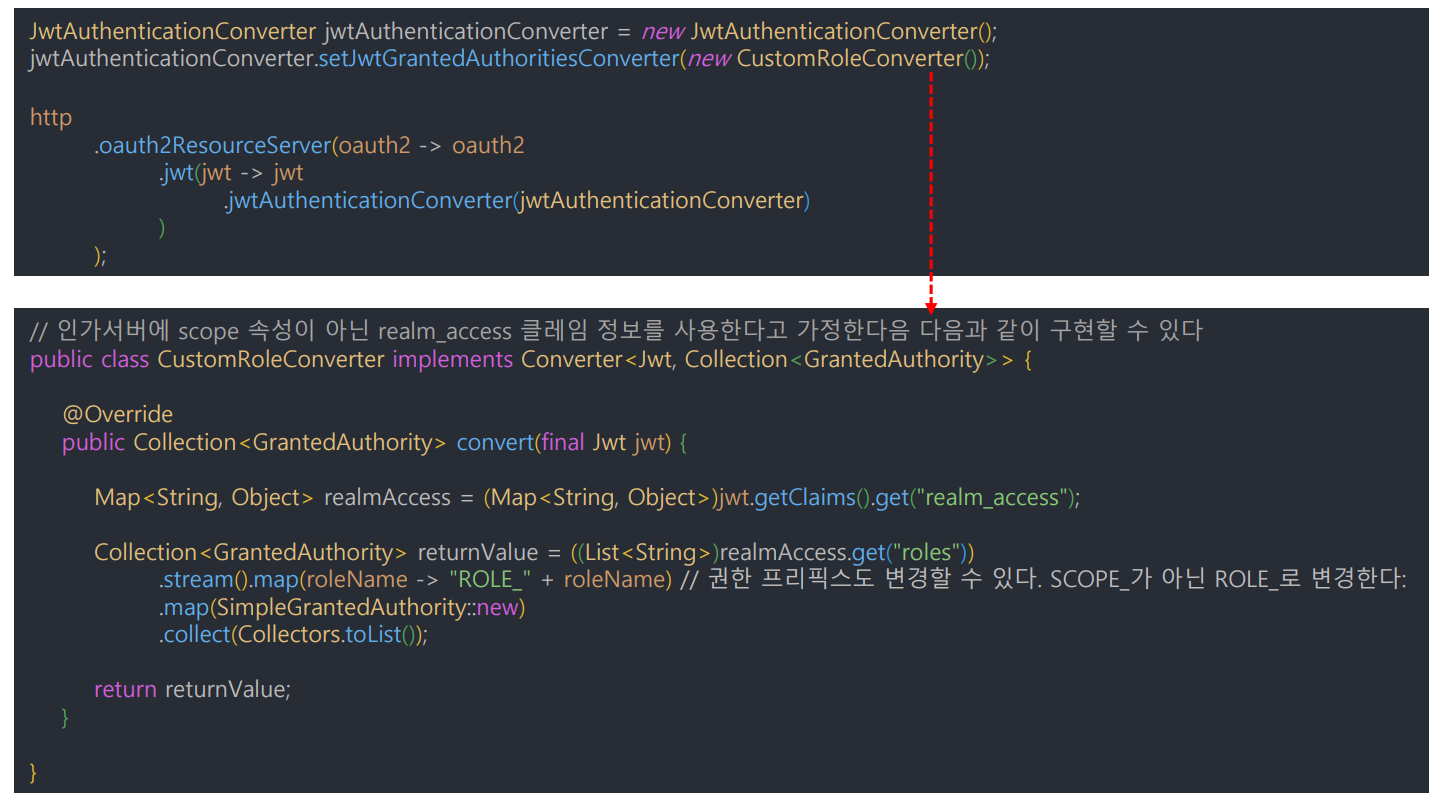 JwtAuthenticationConverter jwtAuthenticationConverter = new JwtAuthenticationConverter();
jwtAuthenticationConverter.setJwtGrantedAuthoritiesConverter(new CustomRoleConverter());
http
.oauth2ResourceServer(oauth2 -> oauth2
.jwt(jwt -> jwt
.jwtAuthenticationConverter(jwtAuthenticationConverter)
)
);
// 인가서버에 scope 속성이 아닌 realm_access 클레임 정보를 사용한다고 가정한다음 다음과 같이 구현할 수 있다
public class CustomRoleConverter implements Converter<Jwt, Collection<GrantedAuthority>> {
@Override
public Collection<GrantedAuthority> convert(final Jwt jwt) {
Map<String, Object> realmAccess = (Map<String, Object>)jwt.getClaims().get("realm_access");
Collection<GrantedAuthority> returnValue = ((List<String>)realmAccess.get("roles"))
.stream().map(roleName -> "ROLE_" + roleName) // 권한 프리픽스도 변경할 수 있다. SCOPE_가 아닌 ROLE_로 변경한다:
.map(SimpleGrantedAuthority::new)
.collect(Collectors.toList());
return returnValue;
}
}